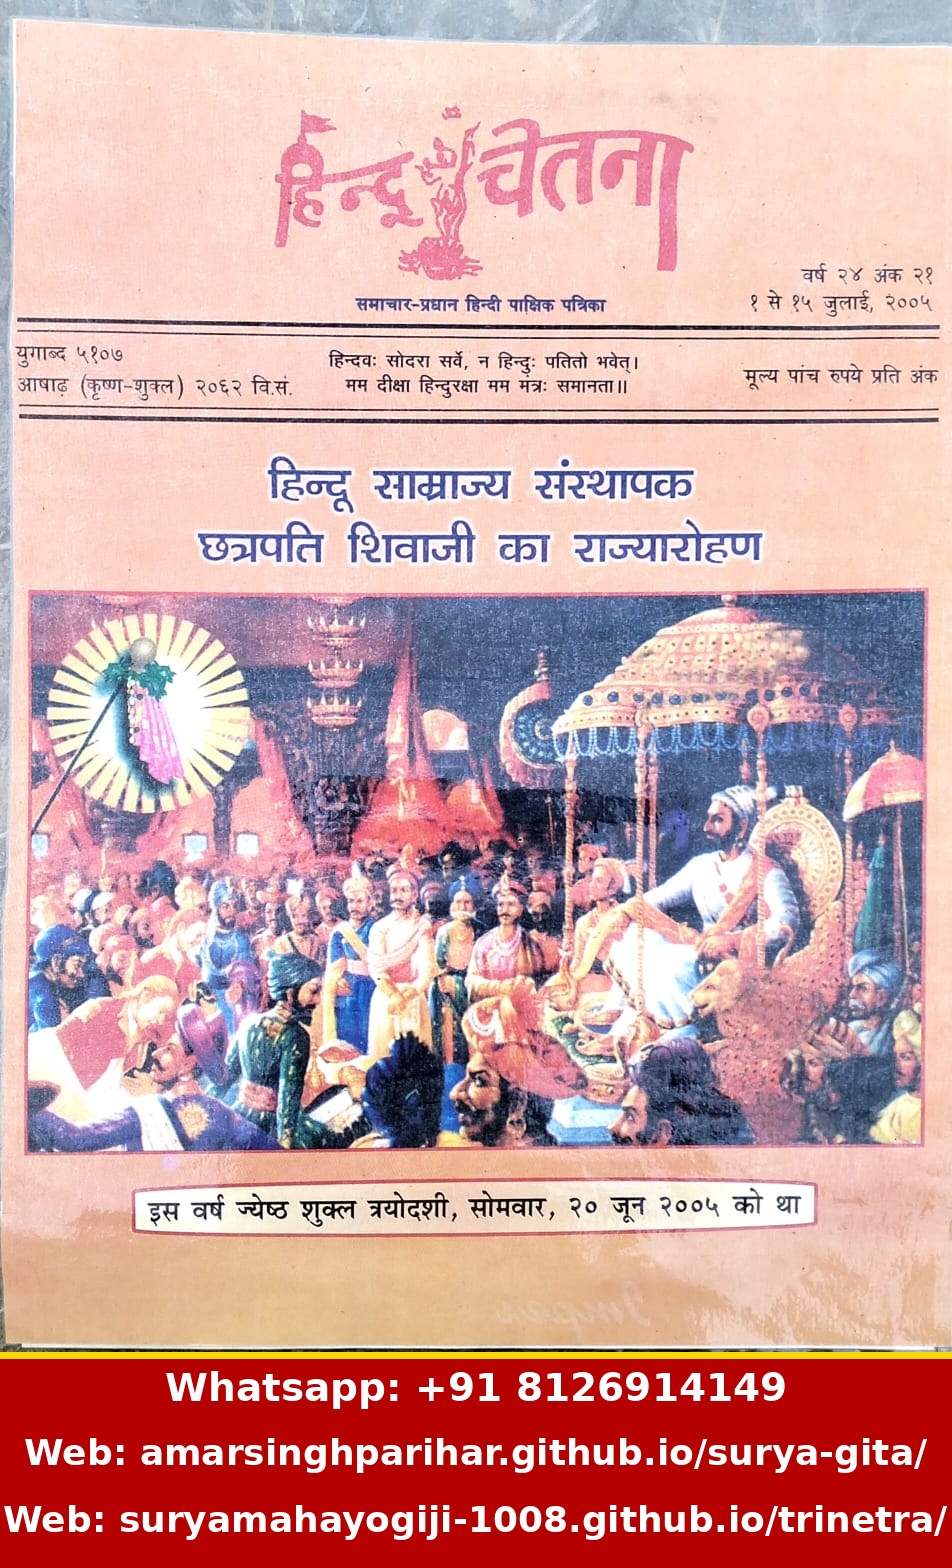 हिन्दू चेतना
वर्ष २४ अंक २१
समाचार-प्रधान हिन्दी पाक्षिक पत्रिका
१ से १५ जुलाई, २००५
युगाब्द ५१०७
आषाढ़ (कृष्ण-शुक्ल) २०६२ वि.सं.
हिन्दवः सोदरा सर्वे, न हिन्दुः पतितो भवेत्।
मम दीक्षा हिन्दुरक्षा मम मंत्रः समानता॥
मूल्य पांच रुपये प्रति अंक
हिन्दू साम्राज्य संस्थापक
छत्रपति शिवाजी का राज्यारोहण
इस वर्ष ज्येष्ठ शुक्ल त्रयोदशी, सोमवार, २० जून २००५ को था
Whatsapp: +91 8126914149
Web: amarsinghparihar.github.io/surya-gita/
Web: suryamahayogiji-1008.github.io/trinetra/